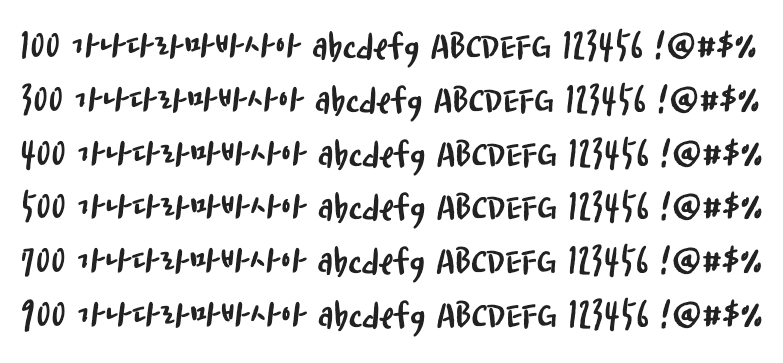 100 가나다라마바사아 abcdefg ABCDEFG 123456 !@#$%
300 가나다라마바사아 abcdefg ABCDEFG 123456 !@#$%
400 가나다라마바사아 abcdefg ABCDEFG 123456 !@#$%
500 가나다라마바사아 abcdefg ABCDEFG 123456 !@#$%
700 가나다라마바사아 abcdefg ABCDEFG 123456 !@#$%
900 가나다라마바사아 abcdefg ABCDEFG 123456 !@#$%